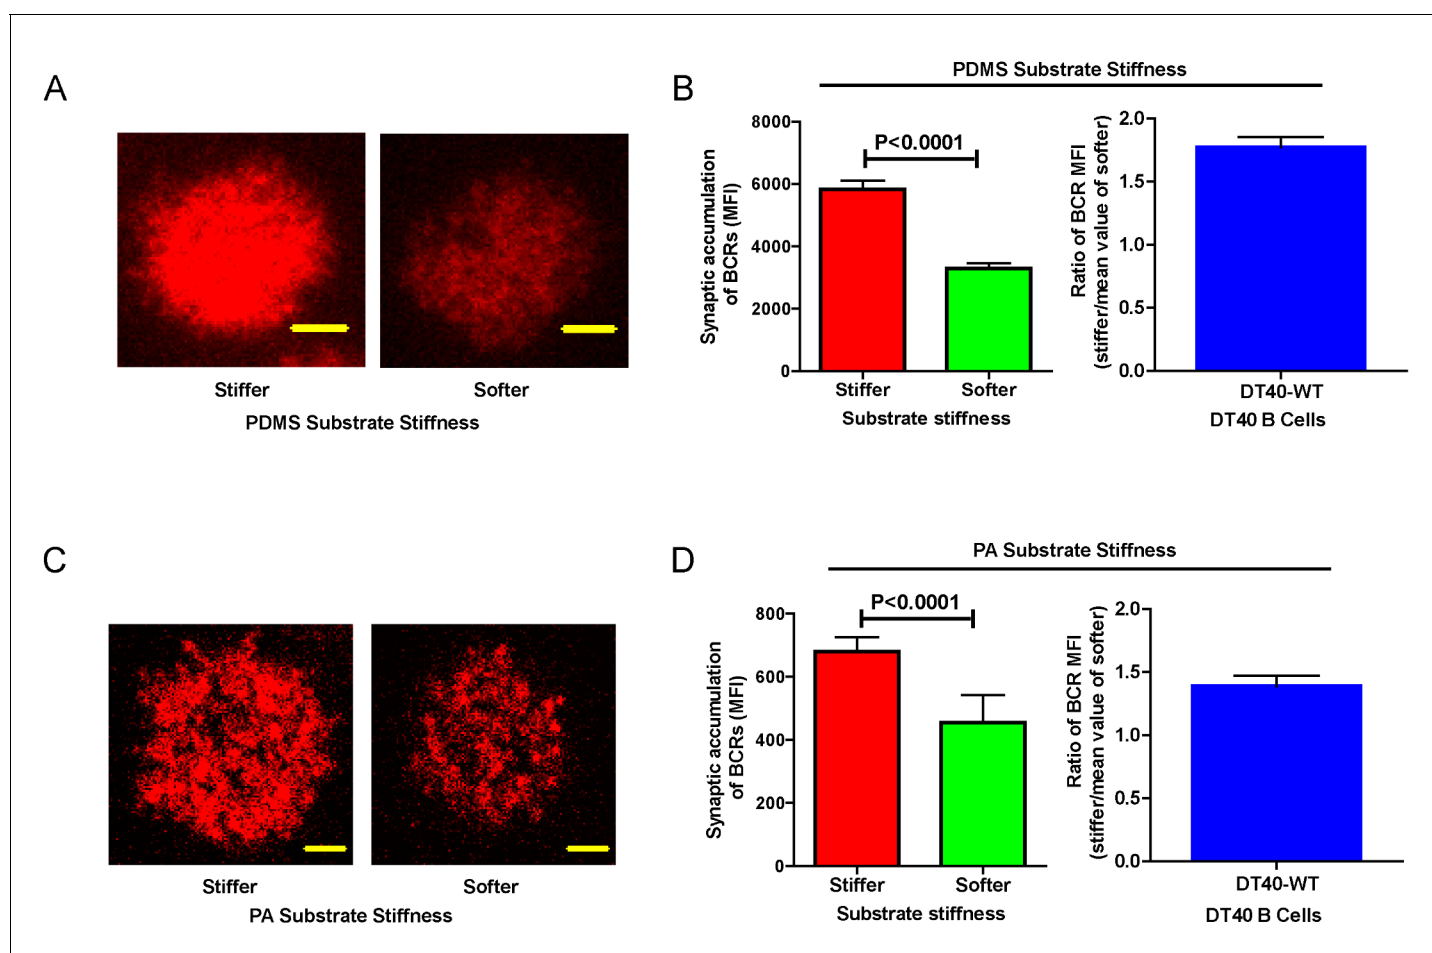 A
Stiffer
Softer
PDMS Substrate Stiffness
B
PDMS Substrate Stiffness
Synaptic accumulation
of BCRs (MFI)
8000
6000
4000
2000
0
P<0.0001
Stiffer
Softer
Substrate stiffness
Ratio of BCR MFI
(stiffer/mean value of softer)
2.0
1.5
1.0
0.5
0.0
DT40-WT
DT40 B Cells
C
Stiffer
Softer
PA Substrate Stiffness
D
PA Substrate Stiffness
Synaptic accumulation
of BCRs (MFI)
800
600
400
200
0
P<0.0001
Stiffer
Softer
Substrate stiffness
Ratio of BCR MFI
(stiffer/mean value of softer)
2.0
1.5
1.0
0.5
0.0
DT40-WT
DT40 B Cells